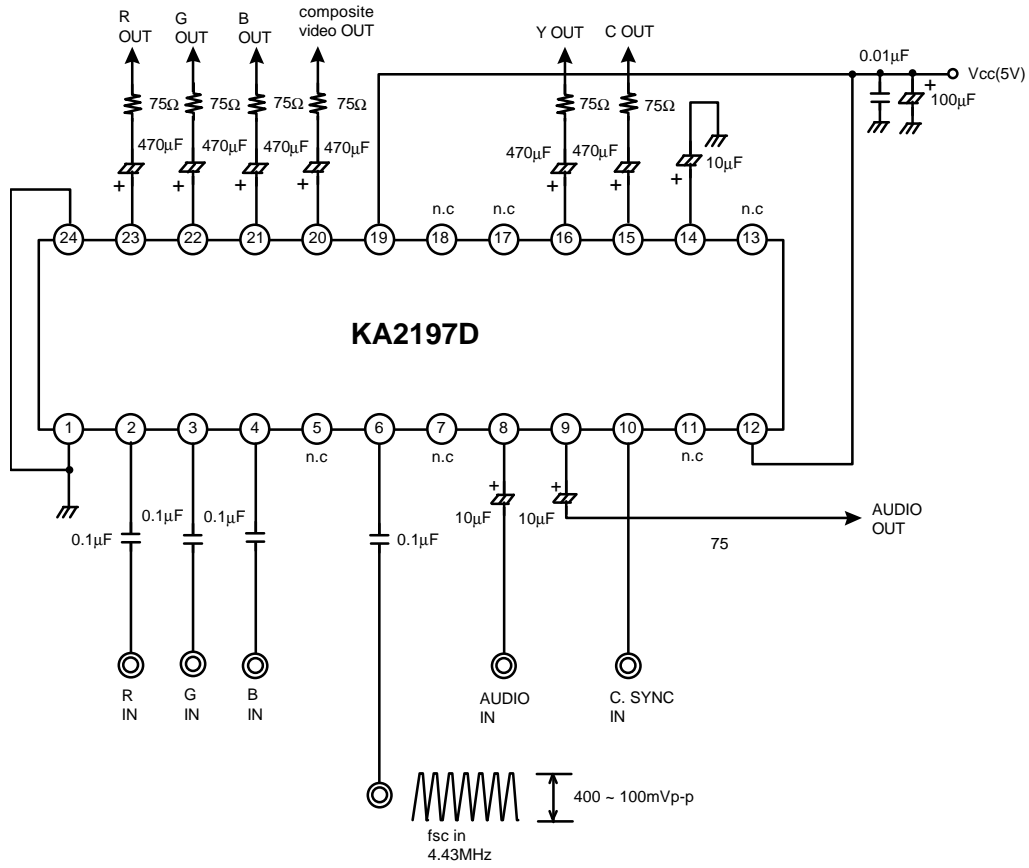 R
OUT
G
OUT
B
OUT
composite
video OUT
Y OUT
C OUT
0.01μF
Vcc(5V)
+
100μF
75Ω
75Ω
75Ω
75Ω
75Ω
75Ω
470μF
470μF
470μF
470μF
470μF
470μF
10μF
+
+
+
+
+
+
+
n.c
n.c
n.c
24
23
22
21
20
19
18
17
16
15
14
13
KA2197D
1
2
3
4
5
6
7
8
9
10
11
12
n.c
n.c
n.c
+
+
10μF
10μF
0.1μF
0.1μF
0.1μF
0.1μF
AUDIO
OUT
75
R
IN
G
IN
B
IN
AUDIO
IN
C. SYNC
IN
400 ~ 100mVp-p
fsc in
4.43MHz